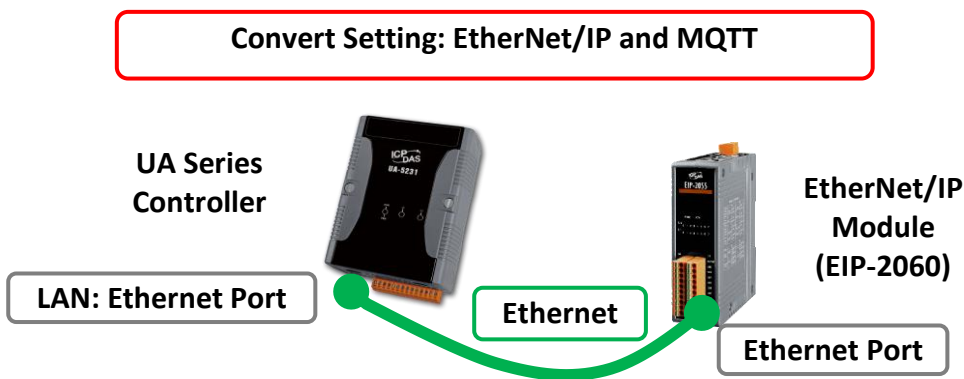 Convert Setting: EtherNet/IP and MQTT
UA Series
Controller
ICP
DAS
UA-5231
EIP-2055
EtherNet/IP
Module
(EIP-2060)
LAN: Ethernet Port
Ethernet
Ethernet Port